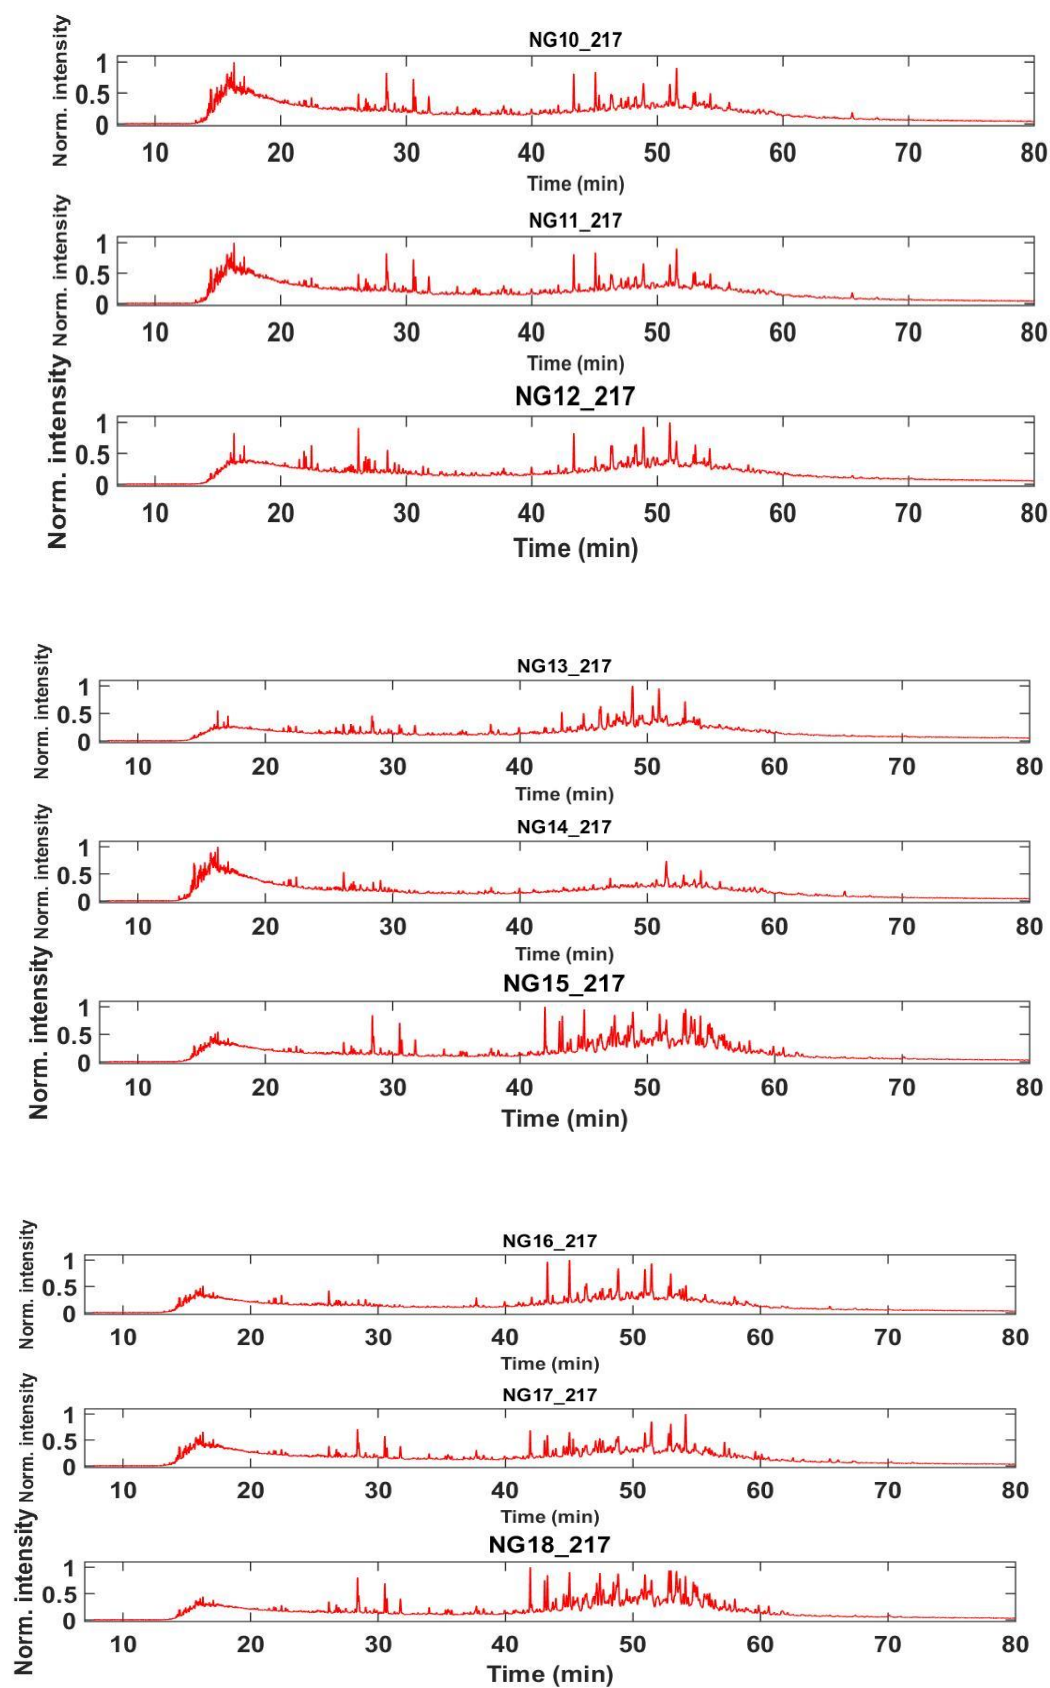 NG10_217
Norm. intensity
1
0.5
0
10 20 30 40 50 60 70 80
Time (min)
NG11_217
Norm. intensity
1
0.5
0
10 20 30 40 50 60 70 80
Time (min)
NG12_217
Norm. intensity
1
0.5
0
10 20 30 40 50 60 70 80
Time (min)
NG13_217
Norm. intensity
1
0.5
0
10 20 30 40 50 60 70 80
Time (min)
NG14_217
Norm. intensity
1
0.5
0
10 20 30 40 50 60 70 80
Time (min)
NG15_217
Norm. intensity
1
0.5
0
10 20 30 40 50 60 70 80
Time (min)
NG16_217
Norm. intensity
1
0.5
0
10 20 30 40 50 60 70 80
Time (min)
NG17_217
Norm. intensity
1
0.5
0
10 20 30 40 50 60 70 80
Time (min)
NG18_217
Norm. intensity
1
0.5
0
10 20 30 40 50 60 70 80
Time (min)